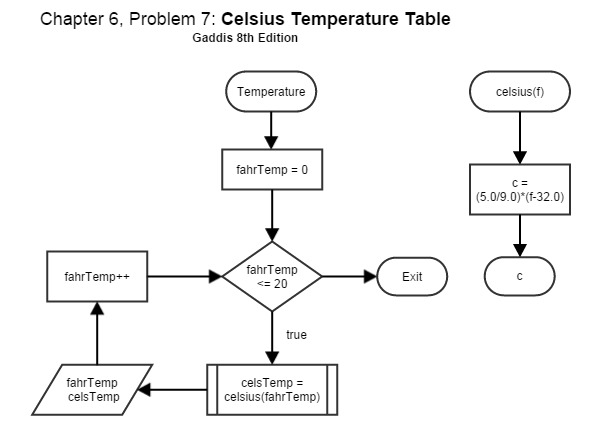 Chapter 6, Problem 7: Celsius Temperature Table
Gaddis 8th Edition
Temperature
fahrTemp = 0
fahrTemp
<= 20
Exit
true
celsTemp =
celsius(fahrTemp)
fahrTemp
celsTemp
fahrTemp++
celsius(f)
c =
(5.0/9.0)*(f-32.0)
c